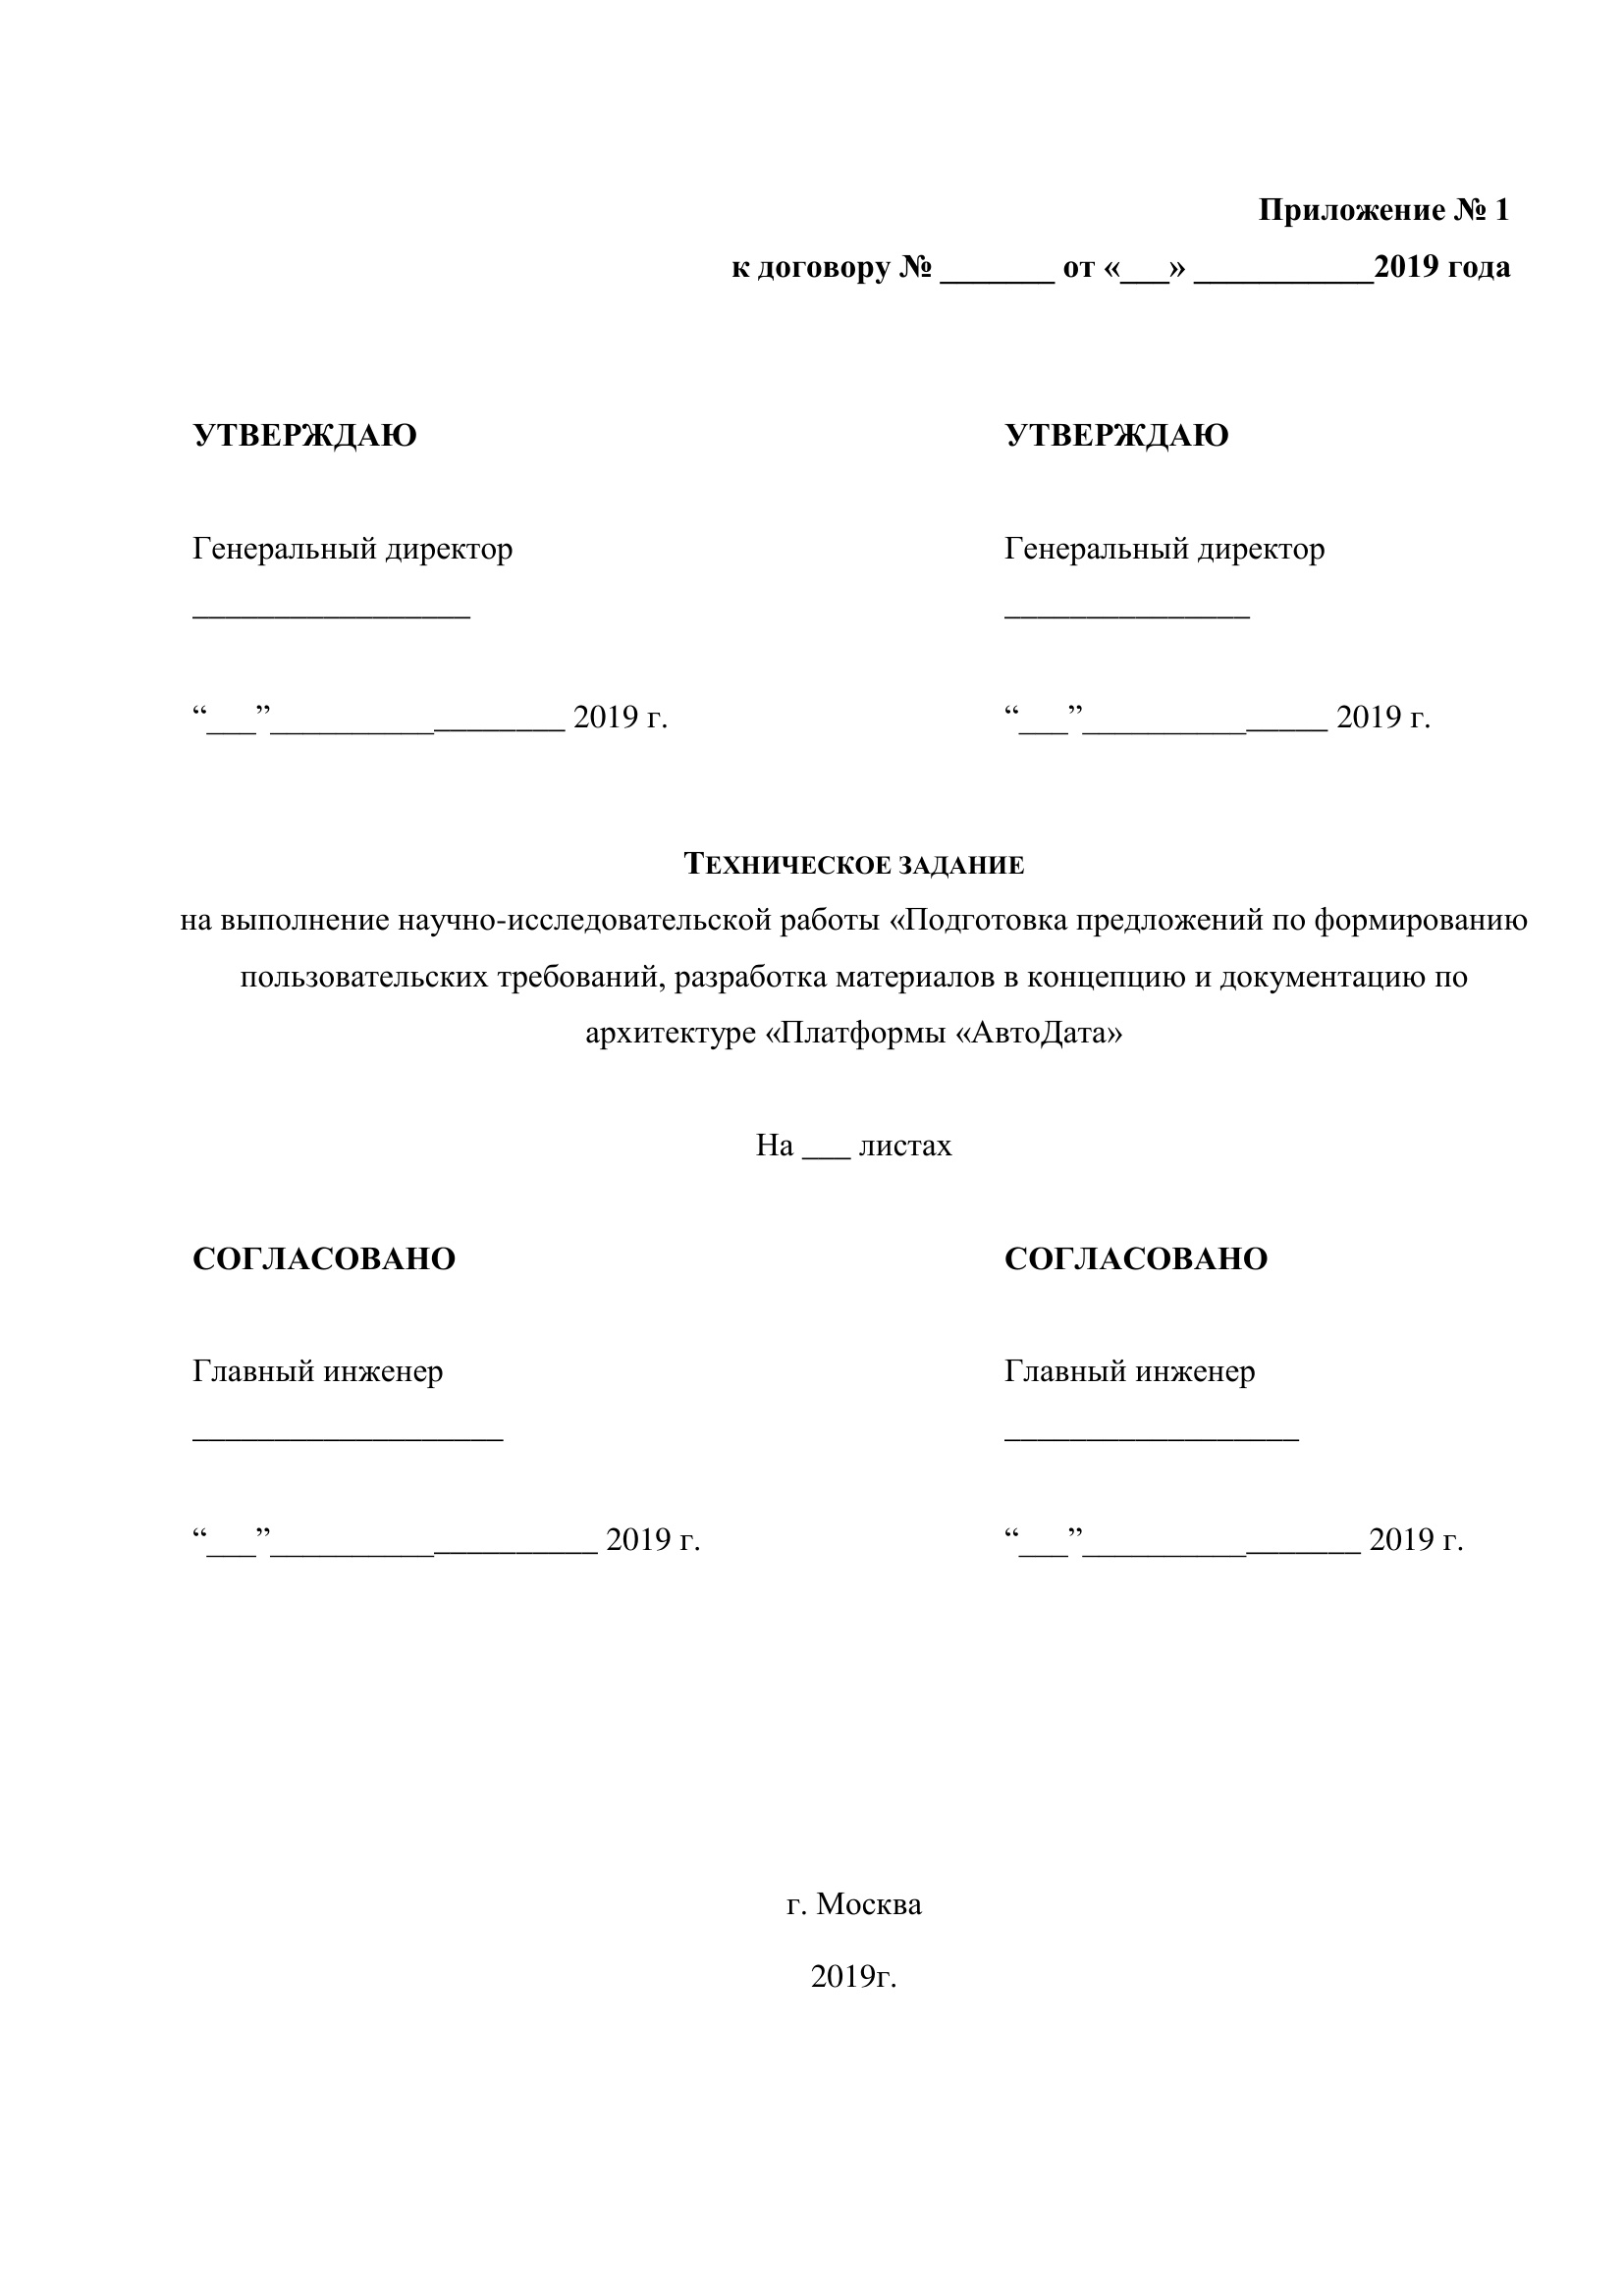 Приложение № 1
к договору № _______ от «___» ___________2019 года
УТВЕРЖДАЮ УТВЕРЖДАЮ
Генеральный директор Генеральный директор
_________________ _______________
“___”__________________ 2019 г. “___”_______________ 2019 г.
ТЕХНИЧЕСКОЕ ЗАДАНИЕ
на выполнение научно-исследовательской работы «Подготовка предложений по формированию
пользовательских требований, разработка материалов в концепцию и документацию по
архитектуре «Платформы «АвтоДата»
На ___ листах
СОГЛАСОВАНО СОГЛАСОВАНО
Главный инженер Главный инженер
___________________ __________________
“___”____________________ 2019 г. “___”_________________ 2019 г.
г. Москва
2019г.